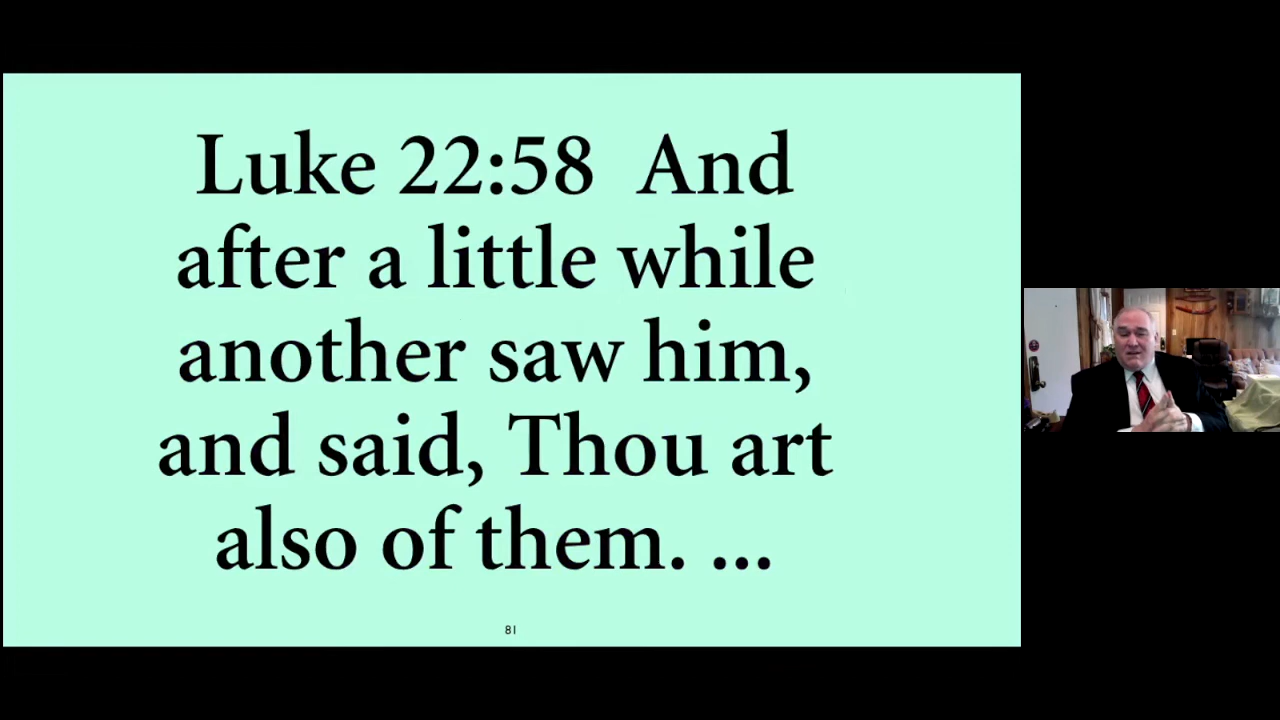 Luke 22:58  And
after a little while
another saw him,
and said, Thou art
also of them. ...
81